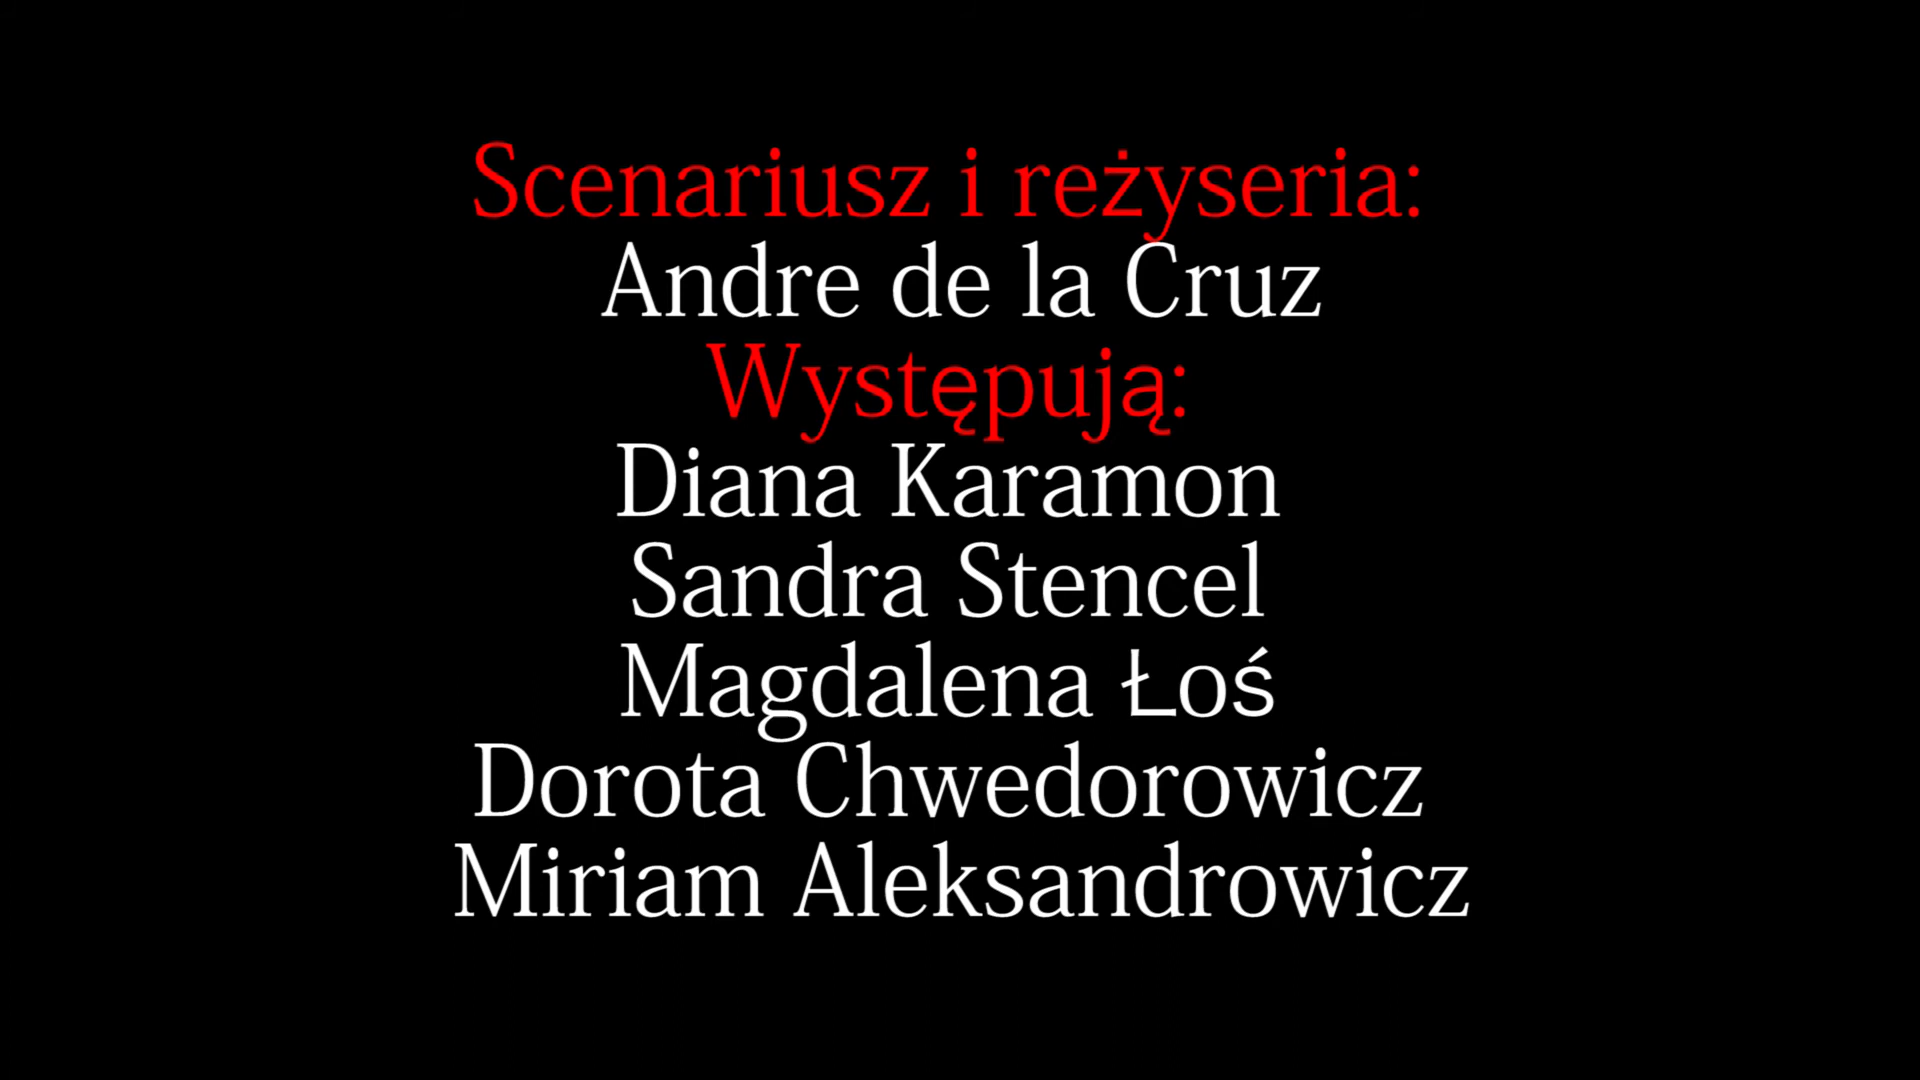 Scenariusz i reżyseria:
Andre de la Cruz
Występują:
Diana Karamon
Sandra Stencel
Magdalena Łoś
Dorota Chwedorowicz
Miriam Aleksandrowicz